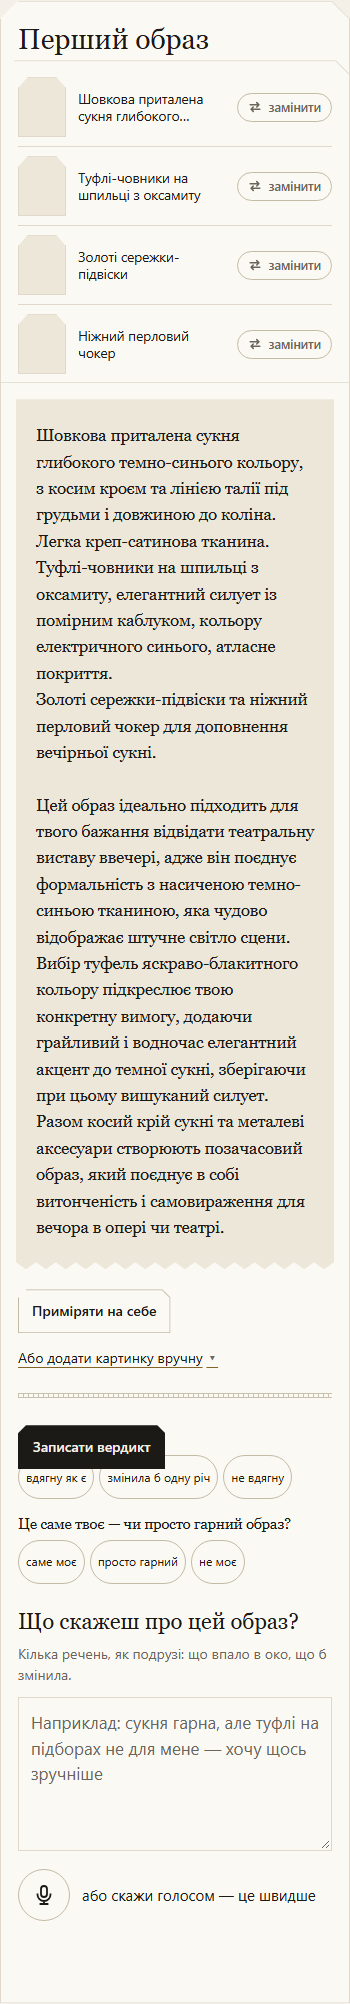 Перший образ
Шовкова приталена
сукня глибокого...
замінити
Туфлі-човники на
шпильці з оксамиту
замінити
Золоті сережки-
підвіски
замінити
Ніжний перловий
чокер
замінити
Шовкова приталена сукня
глибокого темно-синього кольору,
з косим кроєм та лінією талії під
грудьми і довжиною до коліна.
Легка креп-сатинова тканина.
Туфлі-човники на шпильці з
оксамиту, елегантний силует із
помірним каблуком, кольору
електричного синього, атласне
покриття.
Золоті сережки-підвіски та ніжний
перловий чокер для доповнення
вечірньої сукні.
Цей образ ідеально підходить для
твого бажання відвідати театральну
виставу ввечері, адже він поєднує
формальність з насиченою темно-
синьою тканиною, яка чудово
відображає штучне світло сцени.
Вибір туфель яскраво-блакитного
кольору підкреслює твою
конкретну вимогу, додаючи
грайливий і водночас елегантний
акцент до темної сукні, зберігаючи
при цьому вишуканий силует.
Разом косий крій сукні та металеві
аксесуари створюють позачасовий
образ, який поєднує в собі
витонченість і самовираження для
вечора в опері чи театрі.
Приміряти на себе
Або додати картинку вручну
Записати вердикт
вдягну як є
змінила б одну річ
не вдягну
Це саме твоє — чи просто гарний образ?
саме моє
просто гарний
не моє
Що скажеш про цей образ?
Кілька речень, як подрузі: що впало в око, що б
змінила.
Наприклад: сукня гарна, але туфлі на
підборах не для мене — хочу щось
зручніше
або скажи голосом — це швидше